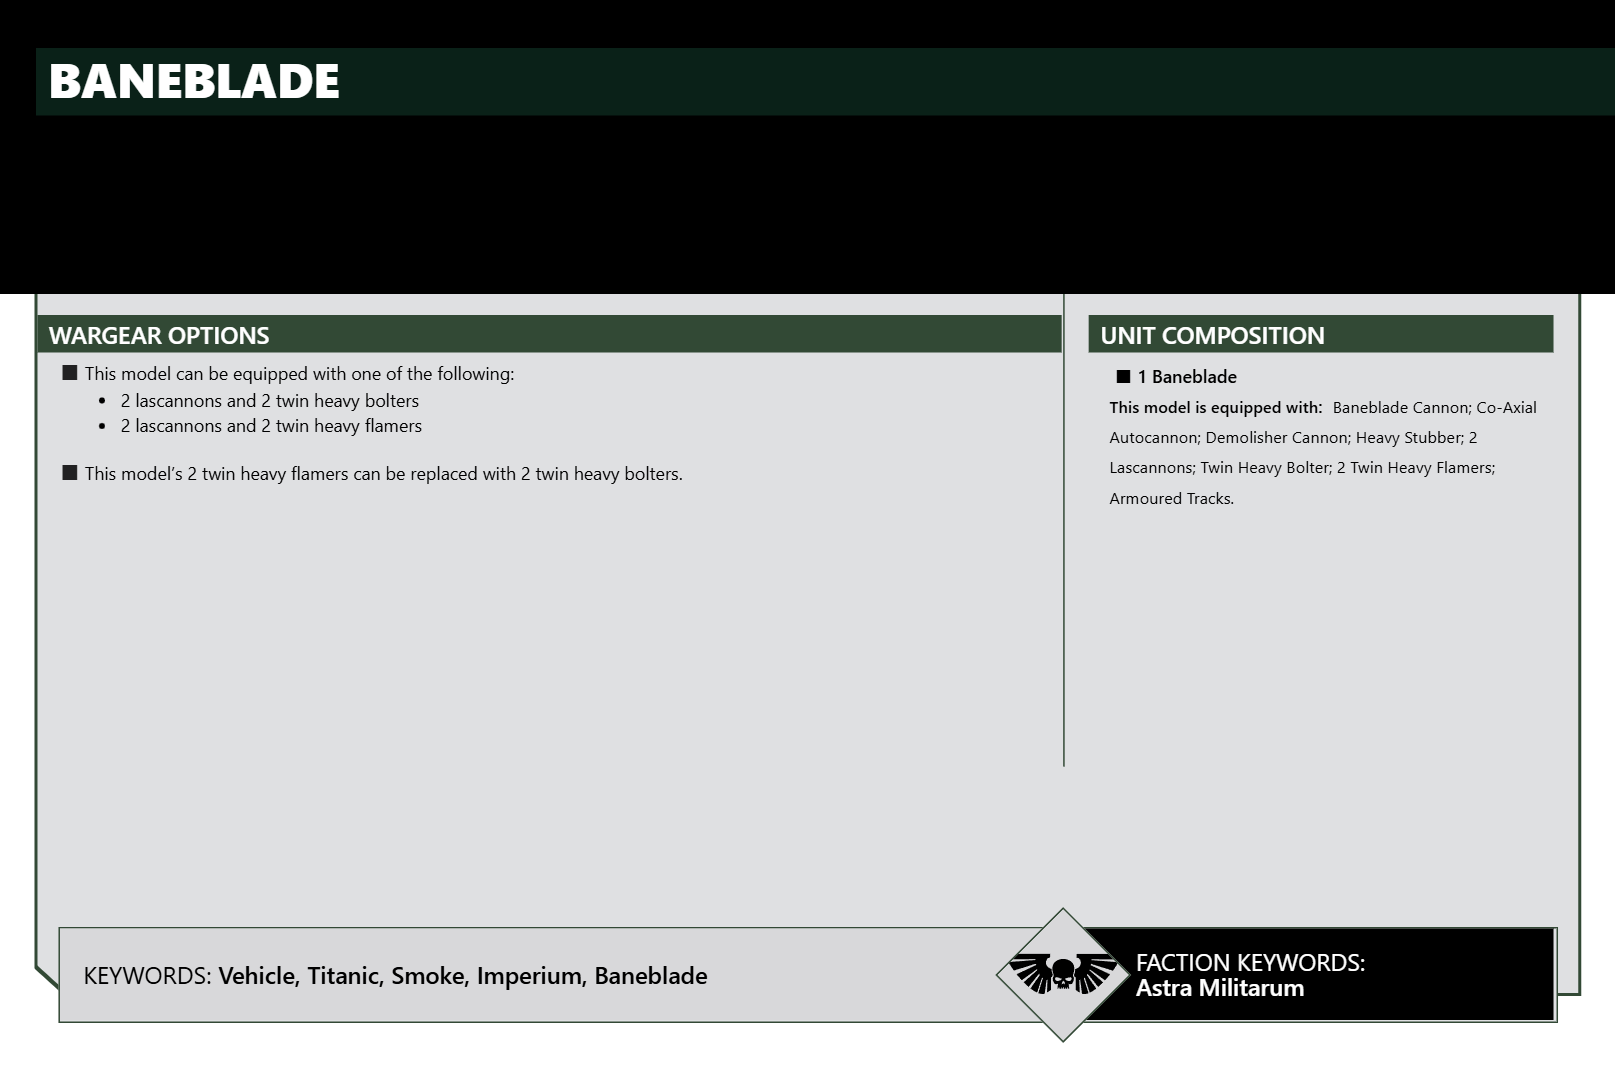 BANEBLADE
WARGEAR OPTIONS
■ This model can be equipped with one of the following:
• 2 lascannons and 2 twin heavy bolters
• 2 lascannons and 2 twin heavy flamers
■ This model’s 2 twin heavy flamers can be replaced with 2 twin heavy bolters.
UNIT COMPOSITION
■ 1 Baneblade
This model is equipped with: Baneblade Cannon; Co-Axial
Autocannon; Demolisher Cannon; Heavy Stubber; 2
Lascannons; Twin Heavy Bolter; 2 Twin Heavy Flamers;
Armoured Tracks.
KEYWORDS: Vehicle, Titanic, Smoke, Imperium, Baneblade
FACTION KEYWORDS:
Astra Militarum